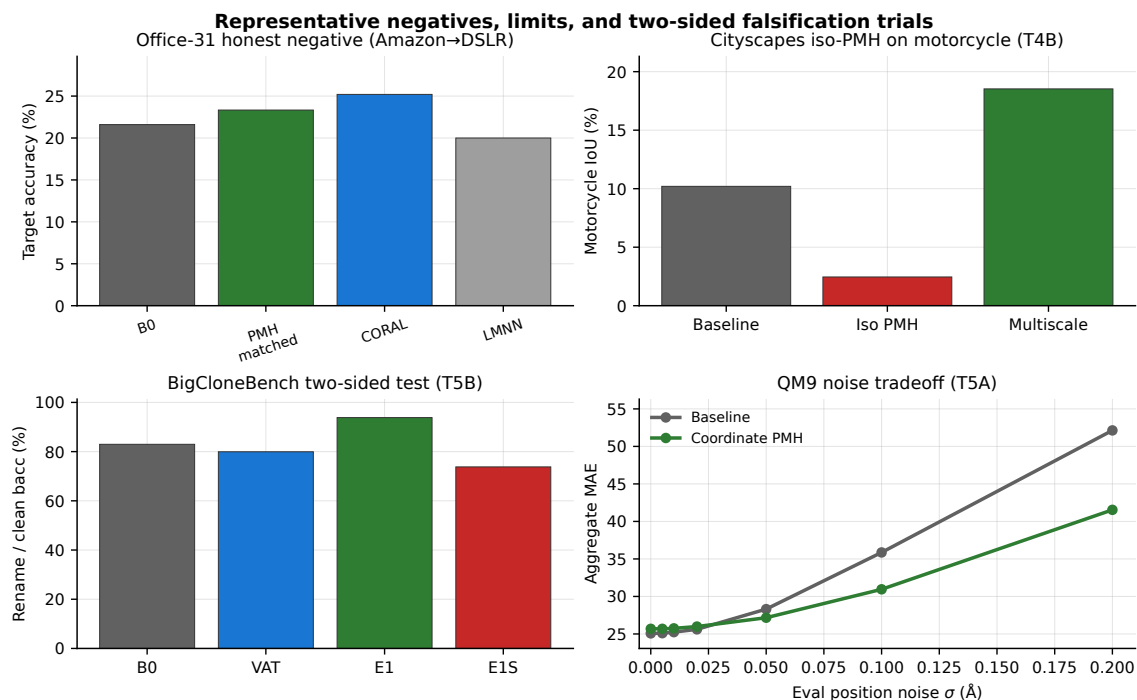 Representative negatives, limits, and two-sided falsification trials
Office-31 honest negative (Amazon→DSLR)
Target accuracy (%)
25
20
15
10
5
0
B0
PMH
matched
CORAL
LMNN
Cityscapes iso-PMH on motorcycle (T4B)
Motorcycle IoU (%)
20
15
10
5
0
Baseline
Iso PMH
Multiscale
BigCloneBench two-sided test (T5B)
Rename / clean bacc (%)
100
80
60
40
20
0
B0
VAT
E1
E1S
QM9 noise tradeoff (T5A)
Baseline
Coordinate PMH
Aggregate MAE
55
50
45
40
35
30
25
0.000 0.025 0.050 0.075 0.100 0.125 0.150 0.175 0.200
Eval position noise σ (Å)